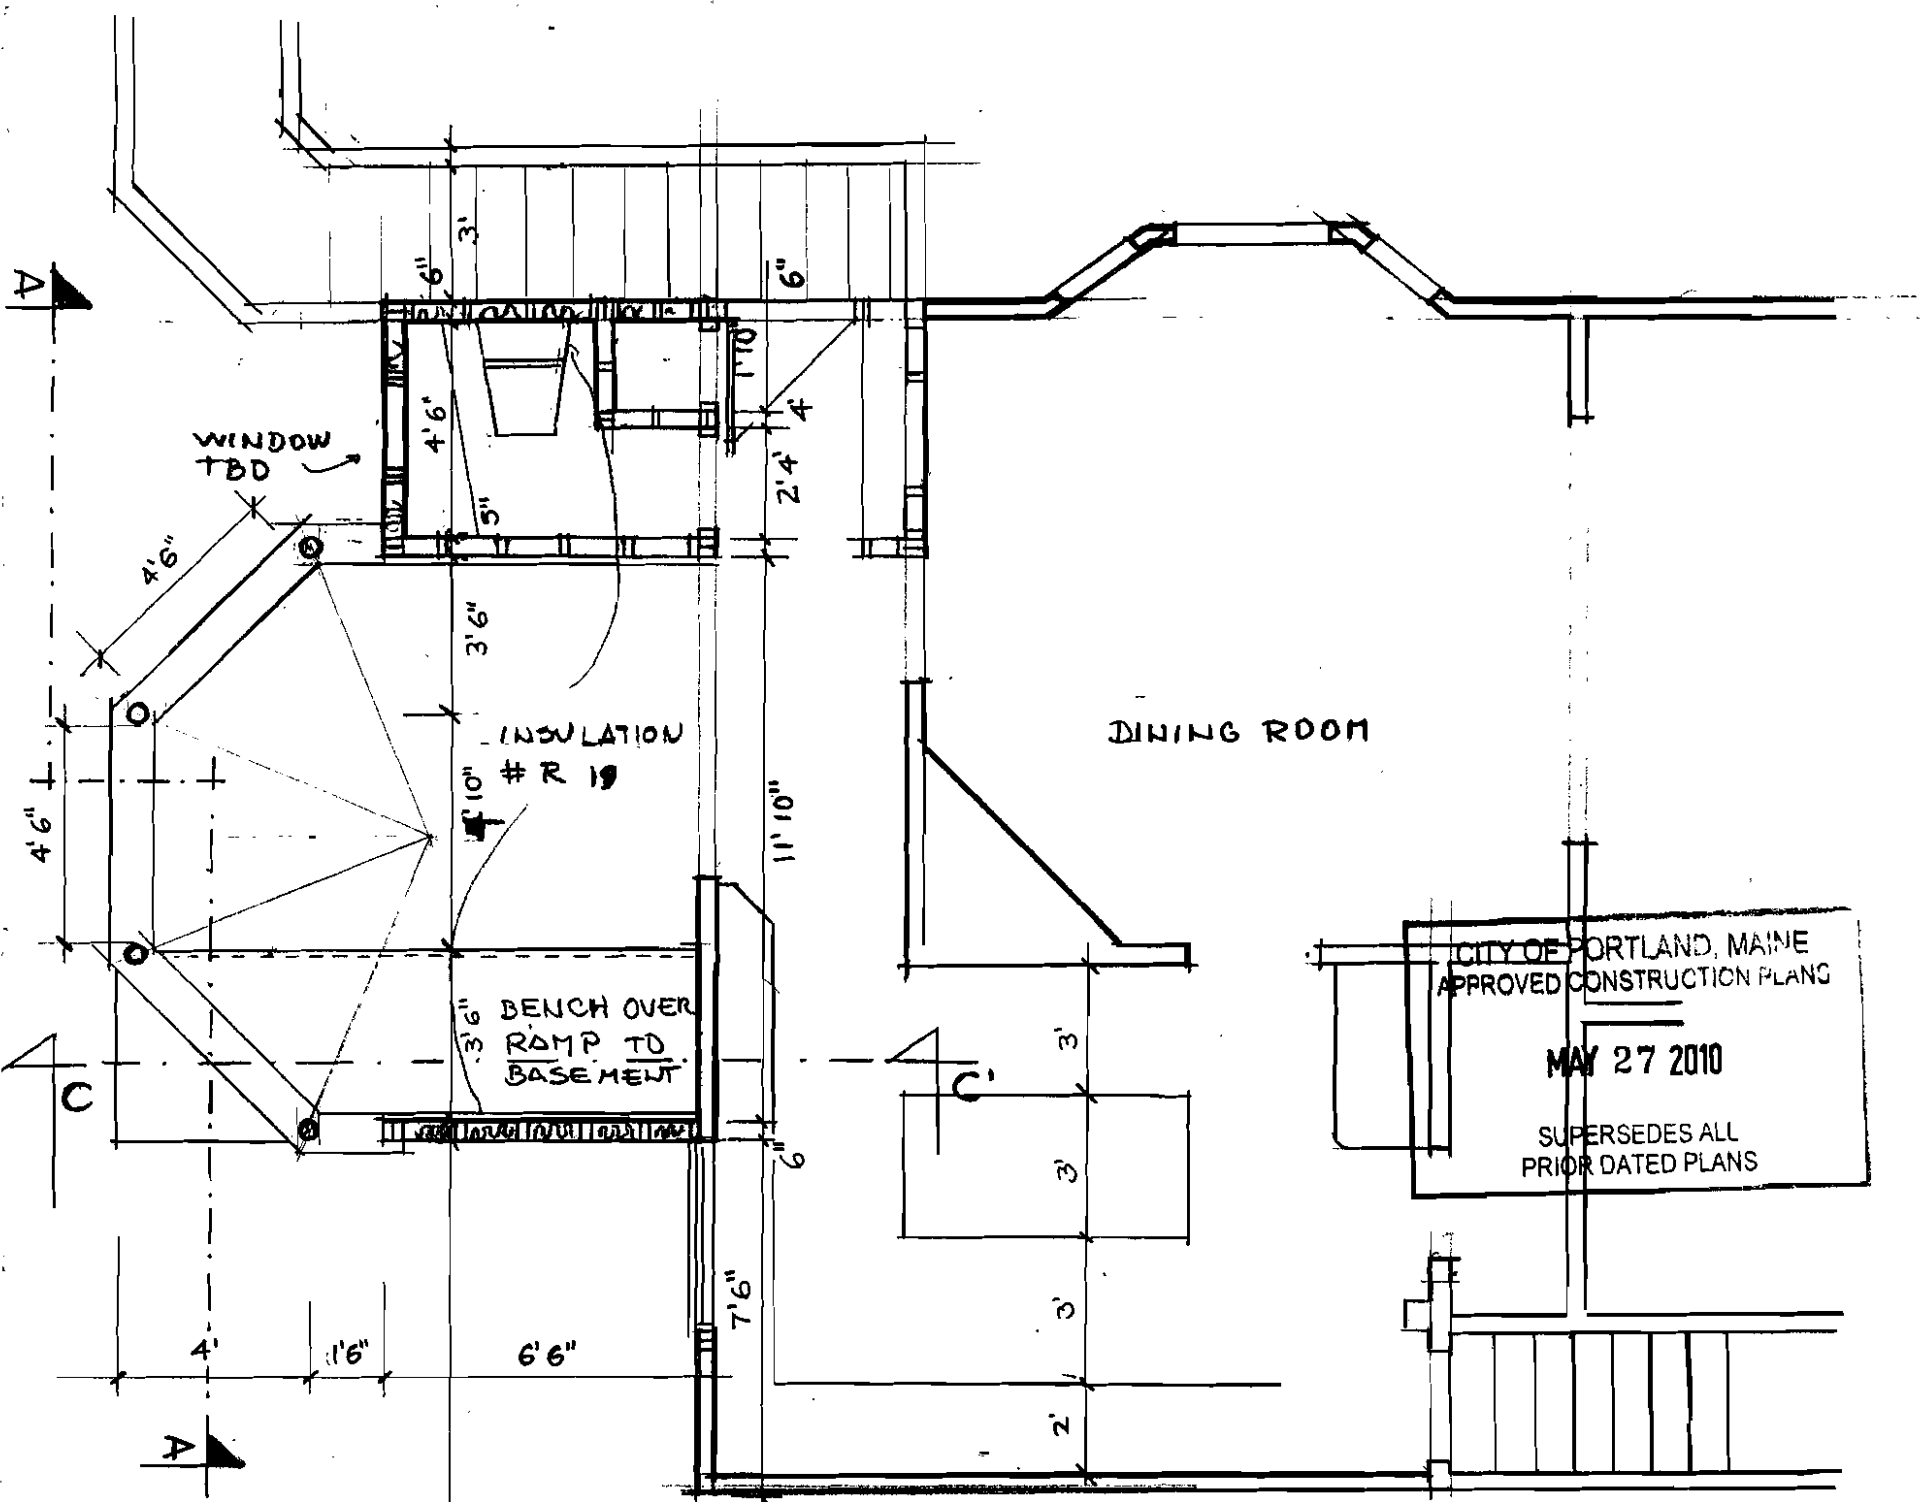 A
3'
6"
6"
1'10"
4'6"
4'
2'4"
5"
WINDOW
TBD
4'6"
3'6"
INSULATION
# R 19
10"
11'10"
4'6"
DINING ROOM
BENCH OVER
RAMP TO
BASEMENT
3'6"
C
C'
3'
3'
3'
2'
6"
7'6"
4'
1'6"
6'6"
A
CITY OF PORTLAND, MAINE
APPROVED CONSTRUCTION PLANS
MAY 27 2010
SUPERSEDES ALL
PRIOR DATED PLANS